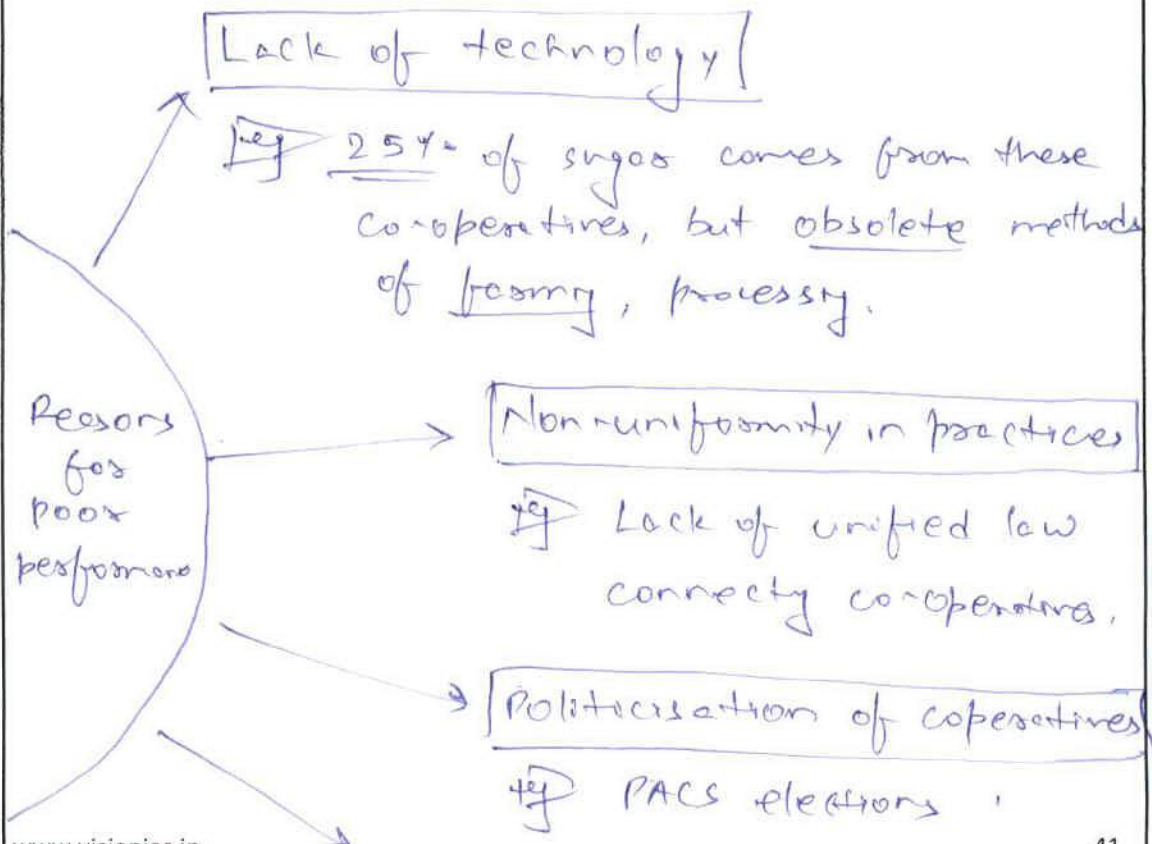 Lack of technology
eg 25% of sugar comes from these
co-operatives, but obsolete methods
of farming, processing.
Reasons
for
poor
performance
Non-uniformity in practices
eg Lack of unified law
connecting co-operatives.
Politicisation of coperatives
eg PACS elections.
www.visionias.in
41